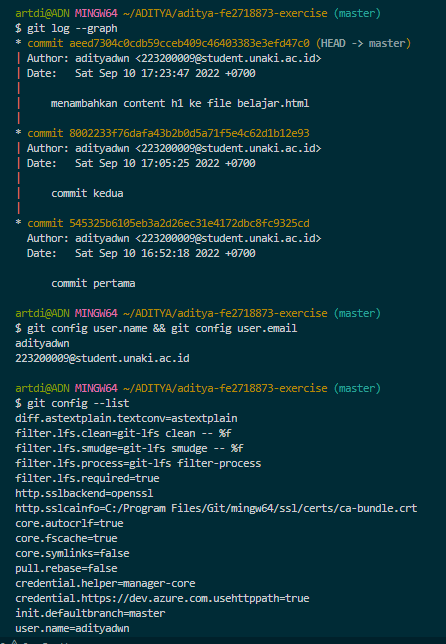 artdi@ADN MINGW64 ~/ADITYA/aditya-fe2718873-exercise (master)
$ git log --graph
* commit aeed7304c0cdb59cceb409c46403383e3efd47c0 (HEAD -> master)
| Author: adityadwn <223200009@student.unaki.ac.id>
| Date:   Sat Sep 10 17:23:47 2022 +0700
|
|     menambahkan content h1 ke file belajar.html
|
* commit 8002233f76dafa43b2b0d5a71f5e4c62d1b12e93
| Author: adityadwn <223200009@student.unaki.ac.id>
| Date:   Sat Sep 10 17:05:25 2022 +0700
|
|     commit kedua
|
* commit 545325b6105eb3a2d26ec31e4172dbc8fc9325cd
  Author: adityadwn <223200009@student.unaki.ac.id>
  Date:   Sat Sep 10 16:52:18 2022 +0700

      commit pertama

artdi@ADN MINGW64 ~/ADITYA/aditya-fe2718873-exercise (master)
$ git config user.name && git config user.email
adityadwn
223200009@student.unaki.ac.id

artdi@ADN MINGW64 ~/ADITYA/aditya-fe2718873-exercise (master)
$ git config --list
diff.astextplain.textconv=astextplain
filter.lfs.clean=git-lfs clean -- %f
filter.lfs.smudge=git-lfs smudge -- %f
filter.lfs.process=git-lfs filter-process
filter.lfs.required=true
http.sslbackend=openssl
http.sslcainfo=C:/Program Files/Git/mingw64/ssl/certs/ca-bundle.crt
core.autocrlf=true
core.fscache=true
core.symlinks=false
pull.rebase=false
credential.helper=manager-core
credential.https://dev.azure.com.usehttppath=true
init.defaultbranch=master
user.name=adityadwn